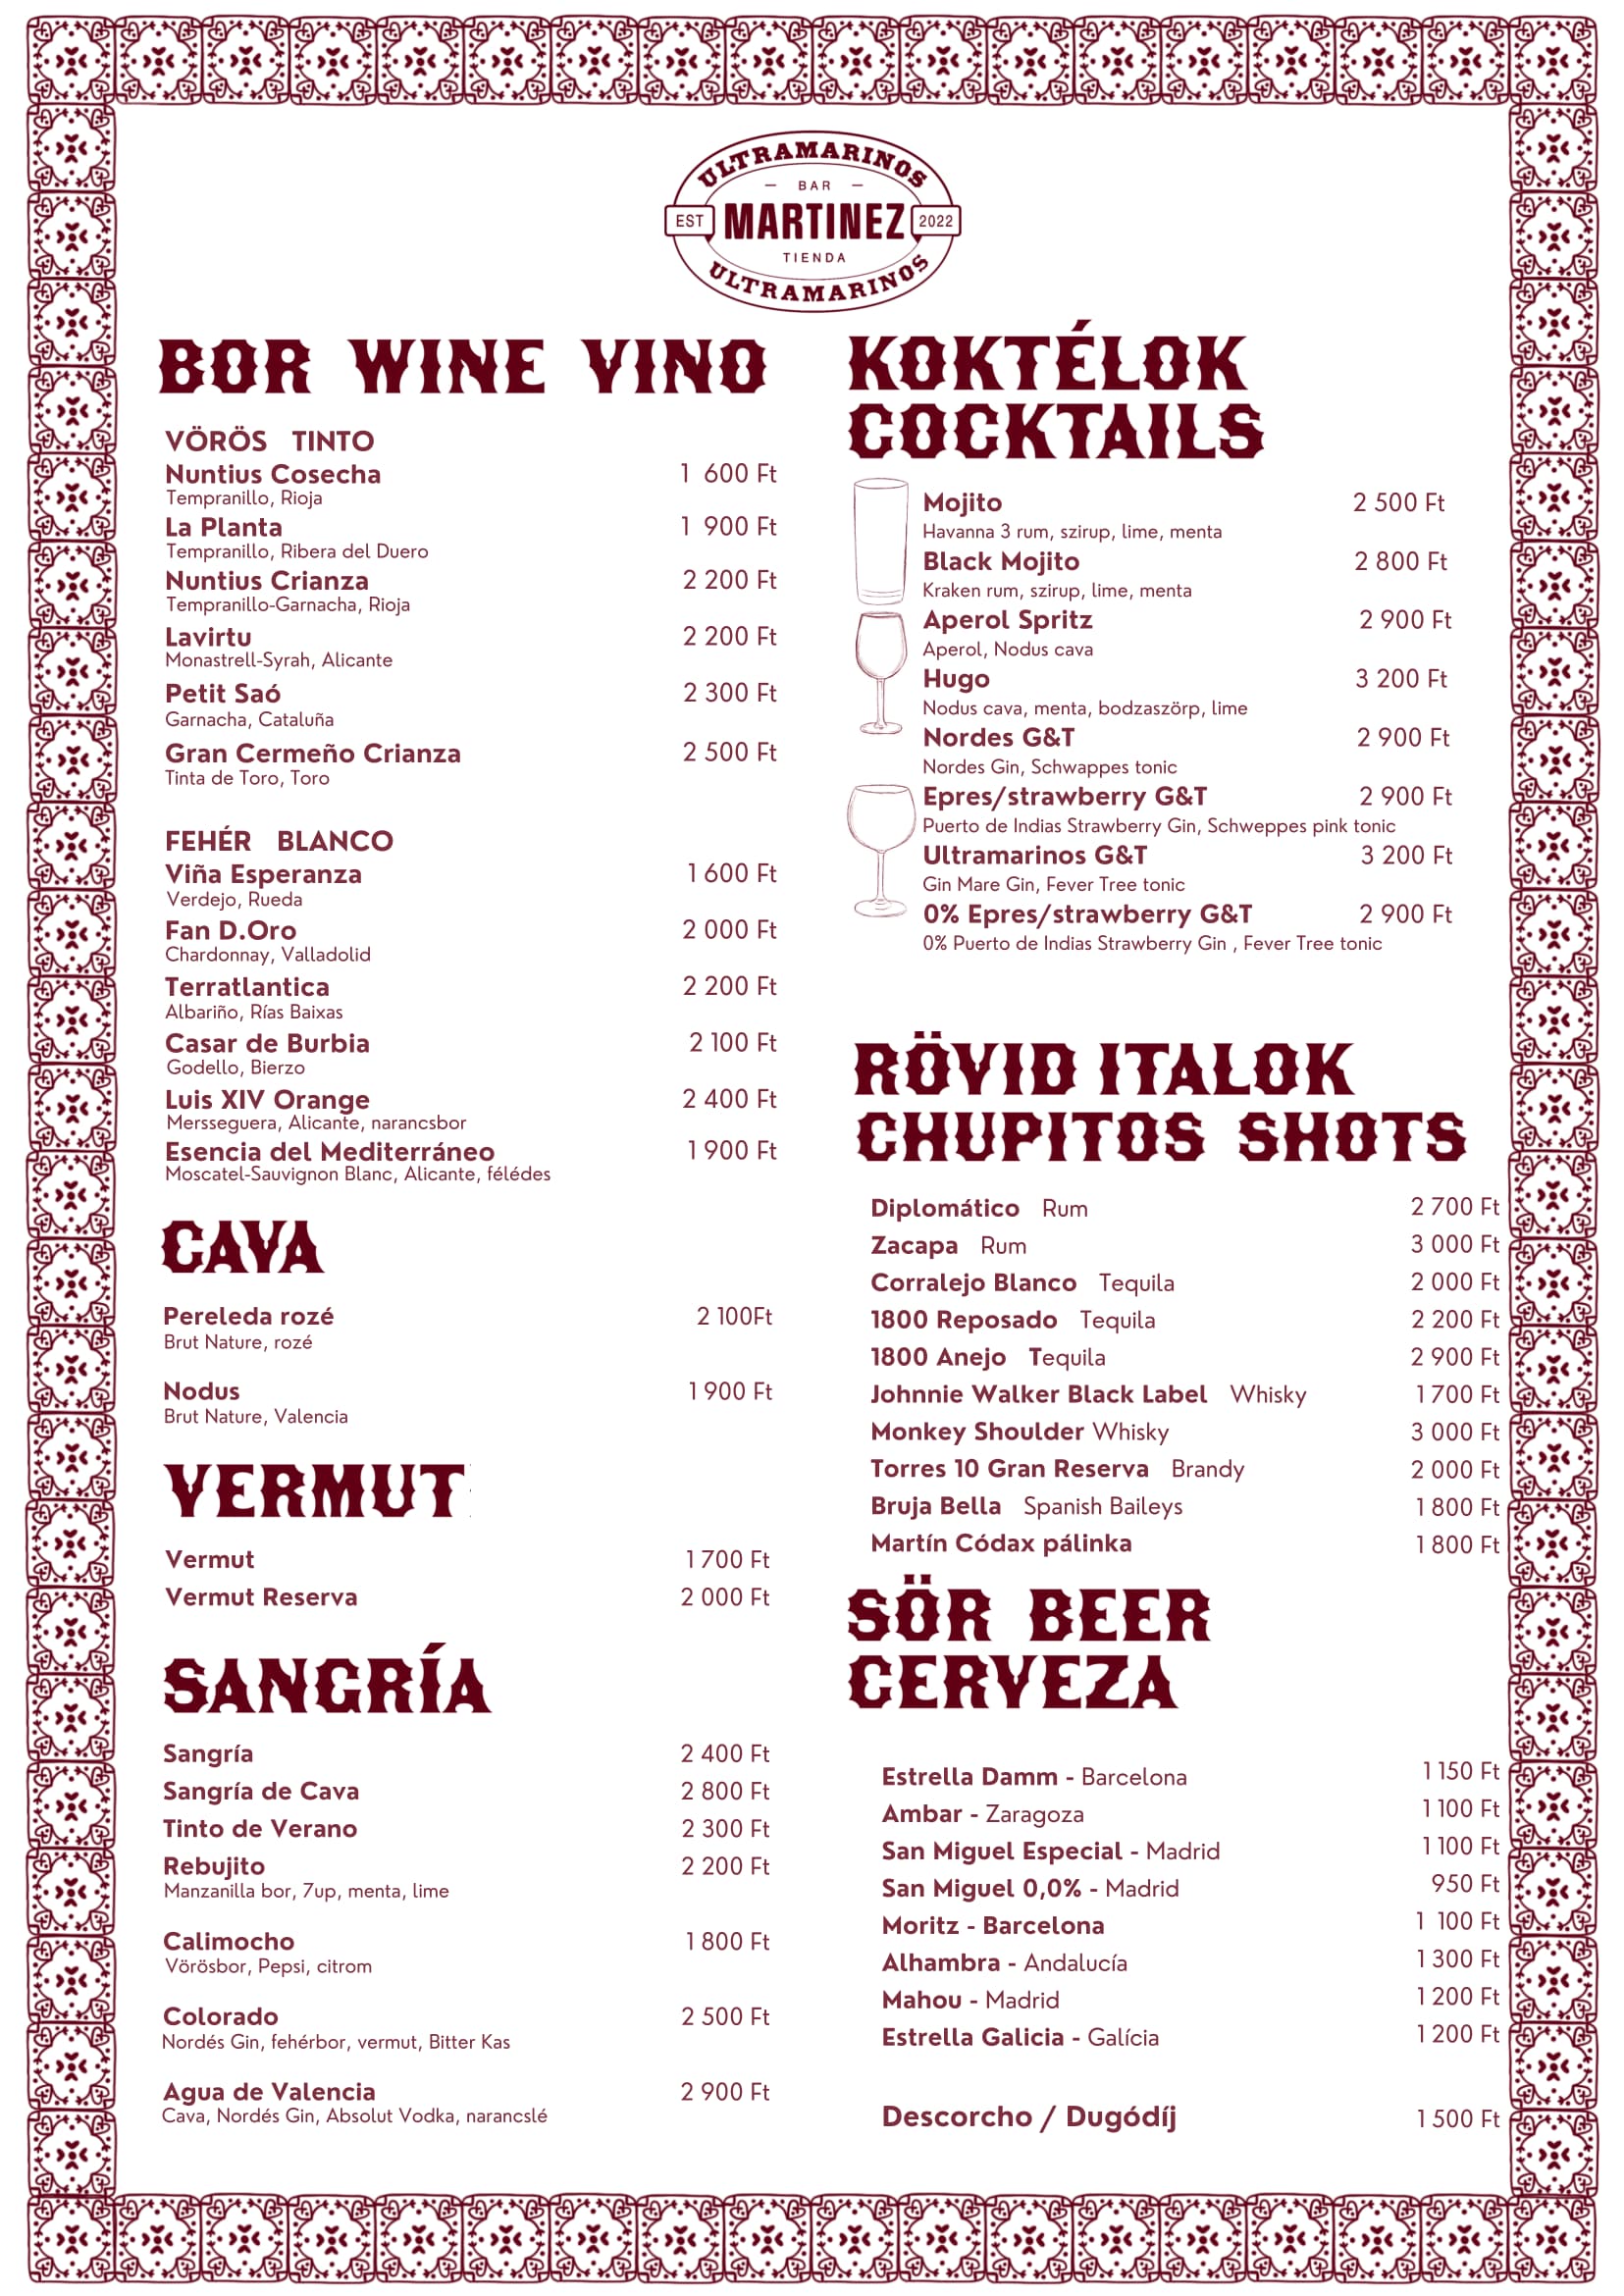 ULTRAMARINOS
BAR
EST MARTINEZ 2022
TIENDA
ULTRAMARINOS
BOR WINE VINO
VÖRÖS TINTO
Nuntius Cosecha 1 600 Ft
Tempranillo, Rioja
La Planta 1 900 Ft
Tempranillo, Ribera del Duero
Nuntius Crianza 2 200 Ft
Tempranillo-Garnacha, Rioja
Lavirtu 2 200 Ft
Monastrell-Syrah, Alicante
Petit Saó 2 300 Ft
Garnacha, Cataluña
Gran Cermeño Crianza 2 500 Ft
Tinta de Toro, Toro
FEHÉR BLANCO
Viña Esperanza 1 600 Ft
Verdejo, Rueda
Fan D.Oro 2 000 Ft
Chardonnay, Valladolid
Terratlantica 2 200 Ft
Albariño, Rías Baixas
Casar de Burbia 2 100 Ft
Godello, Bierzo
Luis XIV Orange 2 400 Ft
Mersseguera, Alicante, narancsbor
Esencia del Mediterráneo 1 900 Ft
Moscatel-Sauvignon Blanc, Alicante, félédes
CAVA
Pereleda rozé 2 100Ft
Brut Nature, rozé
Nodus 1 900 Ft
Brut Nature, Valencia
VERMUT
Vermut 1 700 Ft
Vermut Reserva 2 000 Ft
SANGRÍA
Sangría 2 400 Ft
Sangría de Cava 2 800 Ft
Tinto de Verano 2 300 Ft
Rebujito 2 200 Ft
Manzanilla bor, 7up, menta, lime
Calimocho 1 800 Ft
Vörösbor, Pepsi, citrom
Colorado 2 500 Ft
Nordés Gin, fehérbor, vermut, Bitter Kas
Agua de Valencia 2 900 Ft
Cava, Nordés Gin, Absolut Vodka, narancslé
KOKTÉLOK
COCKTAILS
Mojito 2 500 Ft
Havanna 3 rum, szirup, lime, menta
Black Mojito 2 800 Ft
Kraken rum, szirup, lime, menta
Aperol Spritz 2 900 Ft
Aperol, Nodus cava
Hugo 3 200 Ft
Nodus cava, menta, bodzaszörp, lime
Nordes G&T 2 900 Ft
Nordes Gin, Schwappes tonic
Epres/strawberry G&T 2 900 Ft
Puerto de Indias Strawberry Gin, Schweppes pink tonic
Ultramarinos G&T 3 200 Ft
Gin Mare Gin, Fever Tree tonic
0% Epres/strawberry G&T 2 900 Ft
0% Puerto de Indias Strawberry Gin , Fever Tree tonic
RÖVID ITALOK
CHUPITOS SHOTS
Diplomático Rum 2 700 Ft
Zacapa Rum 3 000 Ft
Corralejo Blanco Tequila 2 000 Ft
1800 Reposado Tequila 2 200 Ft
1800 Anejo Tequila 2 900 Ft
Johnnie Walker Black Label Whisky 1 700 Ft
Monkey Shoulder Whisky 3 000 Ft
Torres 10 Gran Reserva Brandy 2 000 Ft
Bruja Bella Spanish Baileys 1 800 Ft
Martín Códax pálinka 1 800 Ft
SÖR BEER
CERVEZA
Estrella Damm - Barcelona 1 150 Ft
Ambar - Zaragoza 1 100 Ft
San Miguel Especial - Madrid 1 100 Ft
San Miguel 0,0% - Madrid 950 Ft
Moritz - Barcelona 1 100 Ft
Alhambra - Andalucía 1 300 Ft
Mahou - Madrid 1 200 Ft
Estrella Galicia - Galícia 1 200 Ft
Descorcho / Dugódíj 1 500 Ft